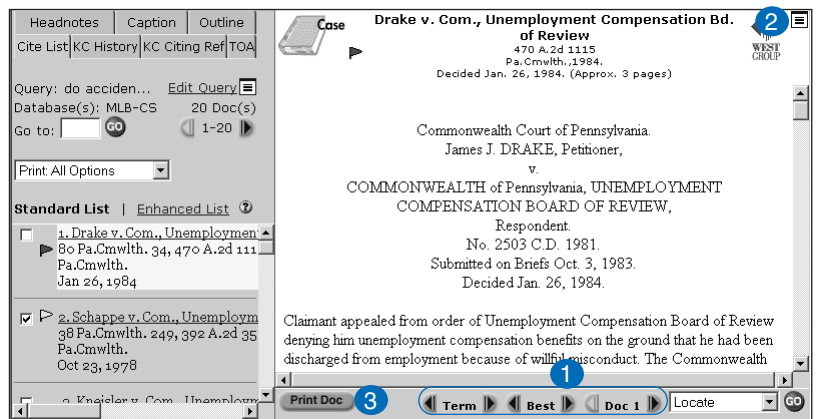 Headnotes Caption Outline
Cite List KC History KC Citing Ref TOA
Query: do acciden... Edit Query
Database(s): MLB-CS 20 Doc(s)
Go to: GO 1-20
Print: All Options
Standard List | Enhanced List ?
1. Drake v. Com., Unemploymen
80 Pa.Cmwlth. 34, 470 A.2d 111
Pa.Cmwlth.
Jan 26, 1984
2. Schappe v. Com., Unemploym
38 Pa.Cmwlth. 249, 392 A.2d 35
Pa.Cmwlth.
Oct 23, 1978
3. Kneisley v. Com., Unemploym
Case
Drake v. Com., Unemployment Compensation Bd.
of Review
470 A.2d 1115
Pa.Cmwlth.,1984.
Decided Jan. 26, 1984. (Approx. 3 pages)
2
WEST
GROUP
Commonwealth Court of Pennsylvania.
James J. DRAKE, Petitioner,
v.
COMMONWEALTH of Pennsylvania, UNEMPLOYMENT
COMPENSATION BOARD OF REVIEW,
Respondent.
No. 2503 C.D. 1981.
Submitted on Briefs Oct. 3, 1983.
Decided Jan. 26, 1984.
Claimant appealed from order of Unemployment Compensation Board of Review
denying him unemployment compensation benefits on the ground that he had been
discharged from employment because of willful misconduct. The Commonwealth
1
Print Doc 3 Term Best Doc 1 Locate GO